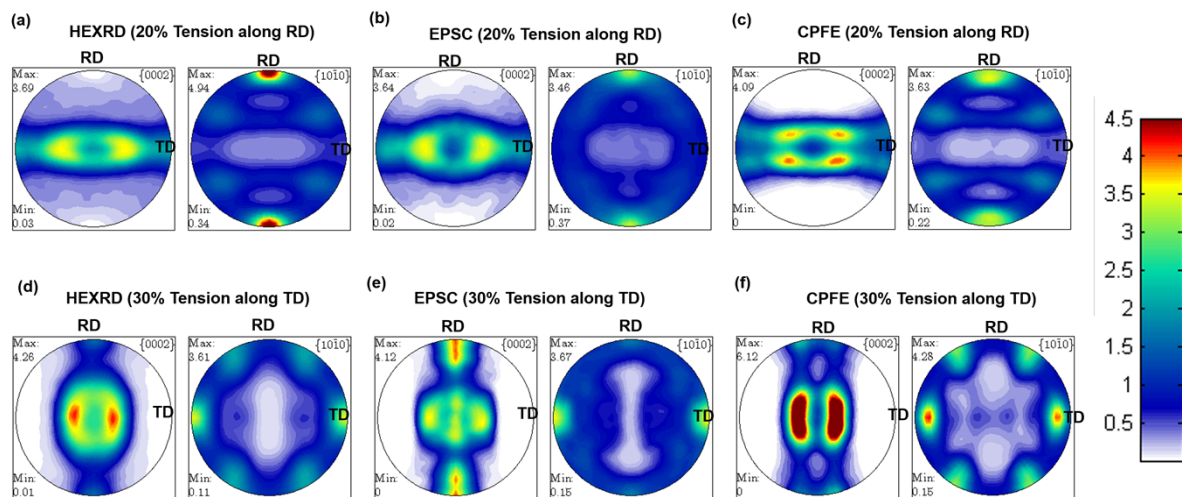 (a)
HEXRD (20% Tension along RD)
RD
Max:
3.69
{0002}
TD
Min:
0.03
Max:
4.94
{101̄0}
TD
Min:
0.34
(b)
EPSC (20% Tension along RD)
RD
Max:
3.64
{0002}
TD
Min:
0.02
Max:
3.46
{101̄0}
TD
Min:
0.37
(c)
CPFE (20% Tension along RD)
RD
Max:
4.09
{0002}
TD
Min:
0
Max:
3.63
{101̄0}
TD
Min:
0.22
4.5
4
3.5
3
2.5
2
1.5
1
0.5
(d)
HEXRD (30% Tension along TD)
RD
Max:
4.26
{0002}
TD
Min:
0.01
Max:
3.61
{101̄0}
TD
Min:
0.11
(e)
EPSC (30% Tension along TD)
RD
Max:
4.12
{0002}
TD
Min:
0
Max:
3.67
{101̄0}
TD
Min:
0.15
(f)
CPFE (30% Tension along TD)
RD
Max:
6.12
{0002}
TD
Min:
0
Max:
4.28
{101̄0}
TD
Min:
0.15